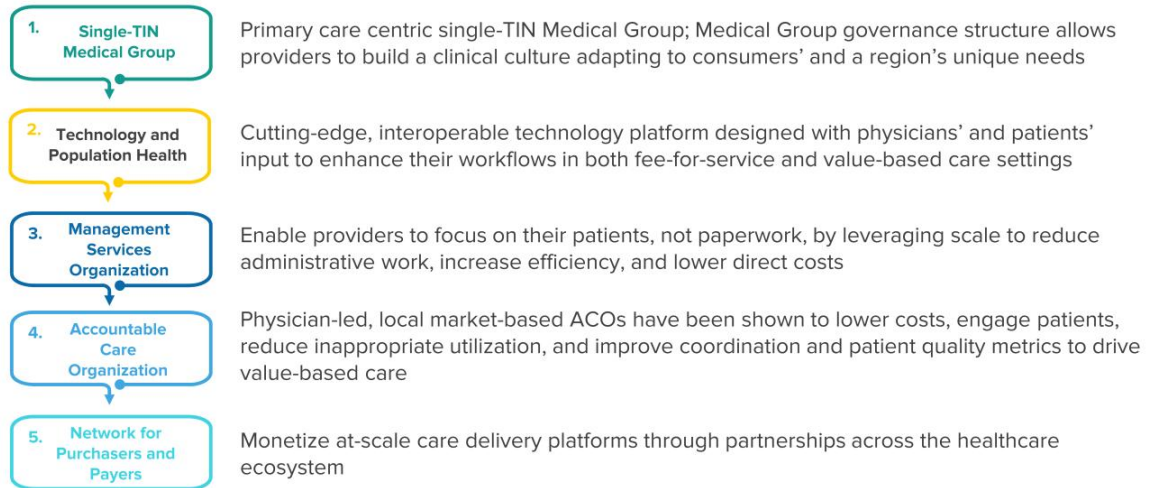 1. Single-TIN
Medical Group
Primary care centric single-TIN Medical Group; Medical Group governance structure allows
providers to build a clinical culture adapting to consumers’ and a region’s unique needs
2. Technology and
Population Health
Cutting-edge, interoperable technology platform designed with physicians’ and patients’
input to enhance their workflows in both fee-for-service and value-based care settings
3. Management
Services
Organization
Enable providers to focus on their patients, not paperwork, by leveraging scale to reduce
administrative work, increase efficiency, and lower direct costs
4. Accountable
Care
Organization
Physician-led, local market-based ACOs have been shown to lower costs, engage patients,
reduce inappropriate utilization, and improve coordination and patient quality metrics to drive
value-based care
5. Network for
Purchasers and
Payers
Monetize at-scale care delivery platforms through partnerships across the healthcare
ecosystem